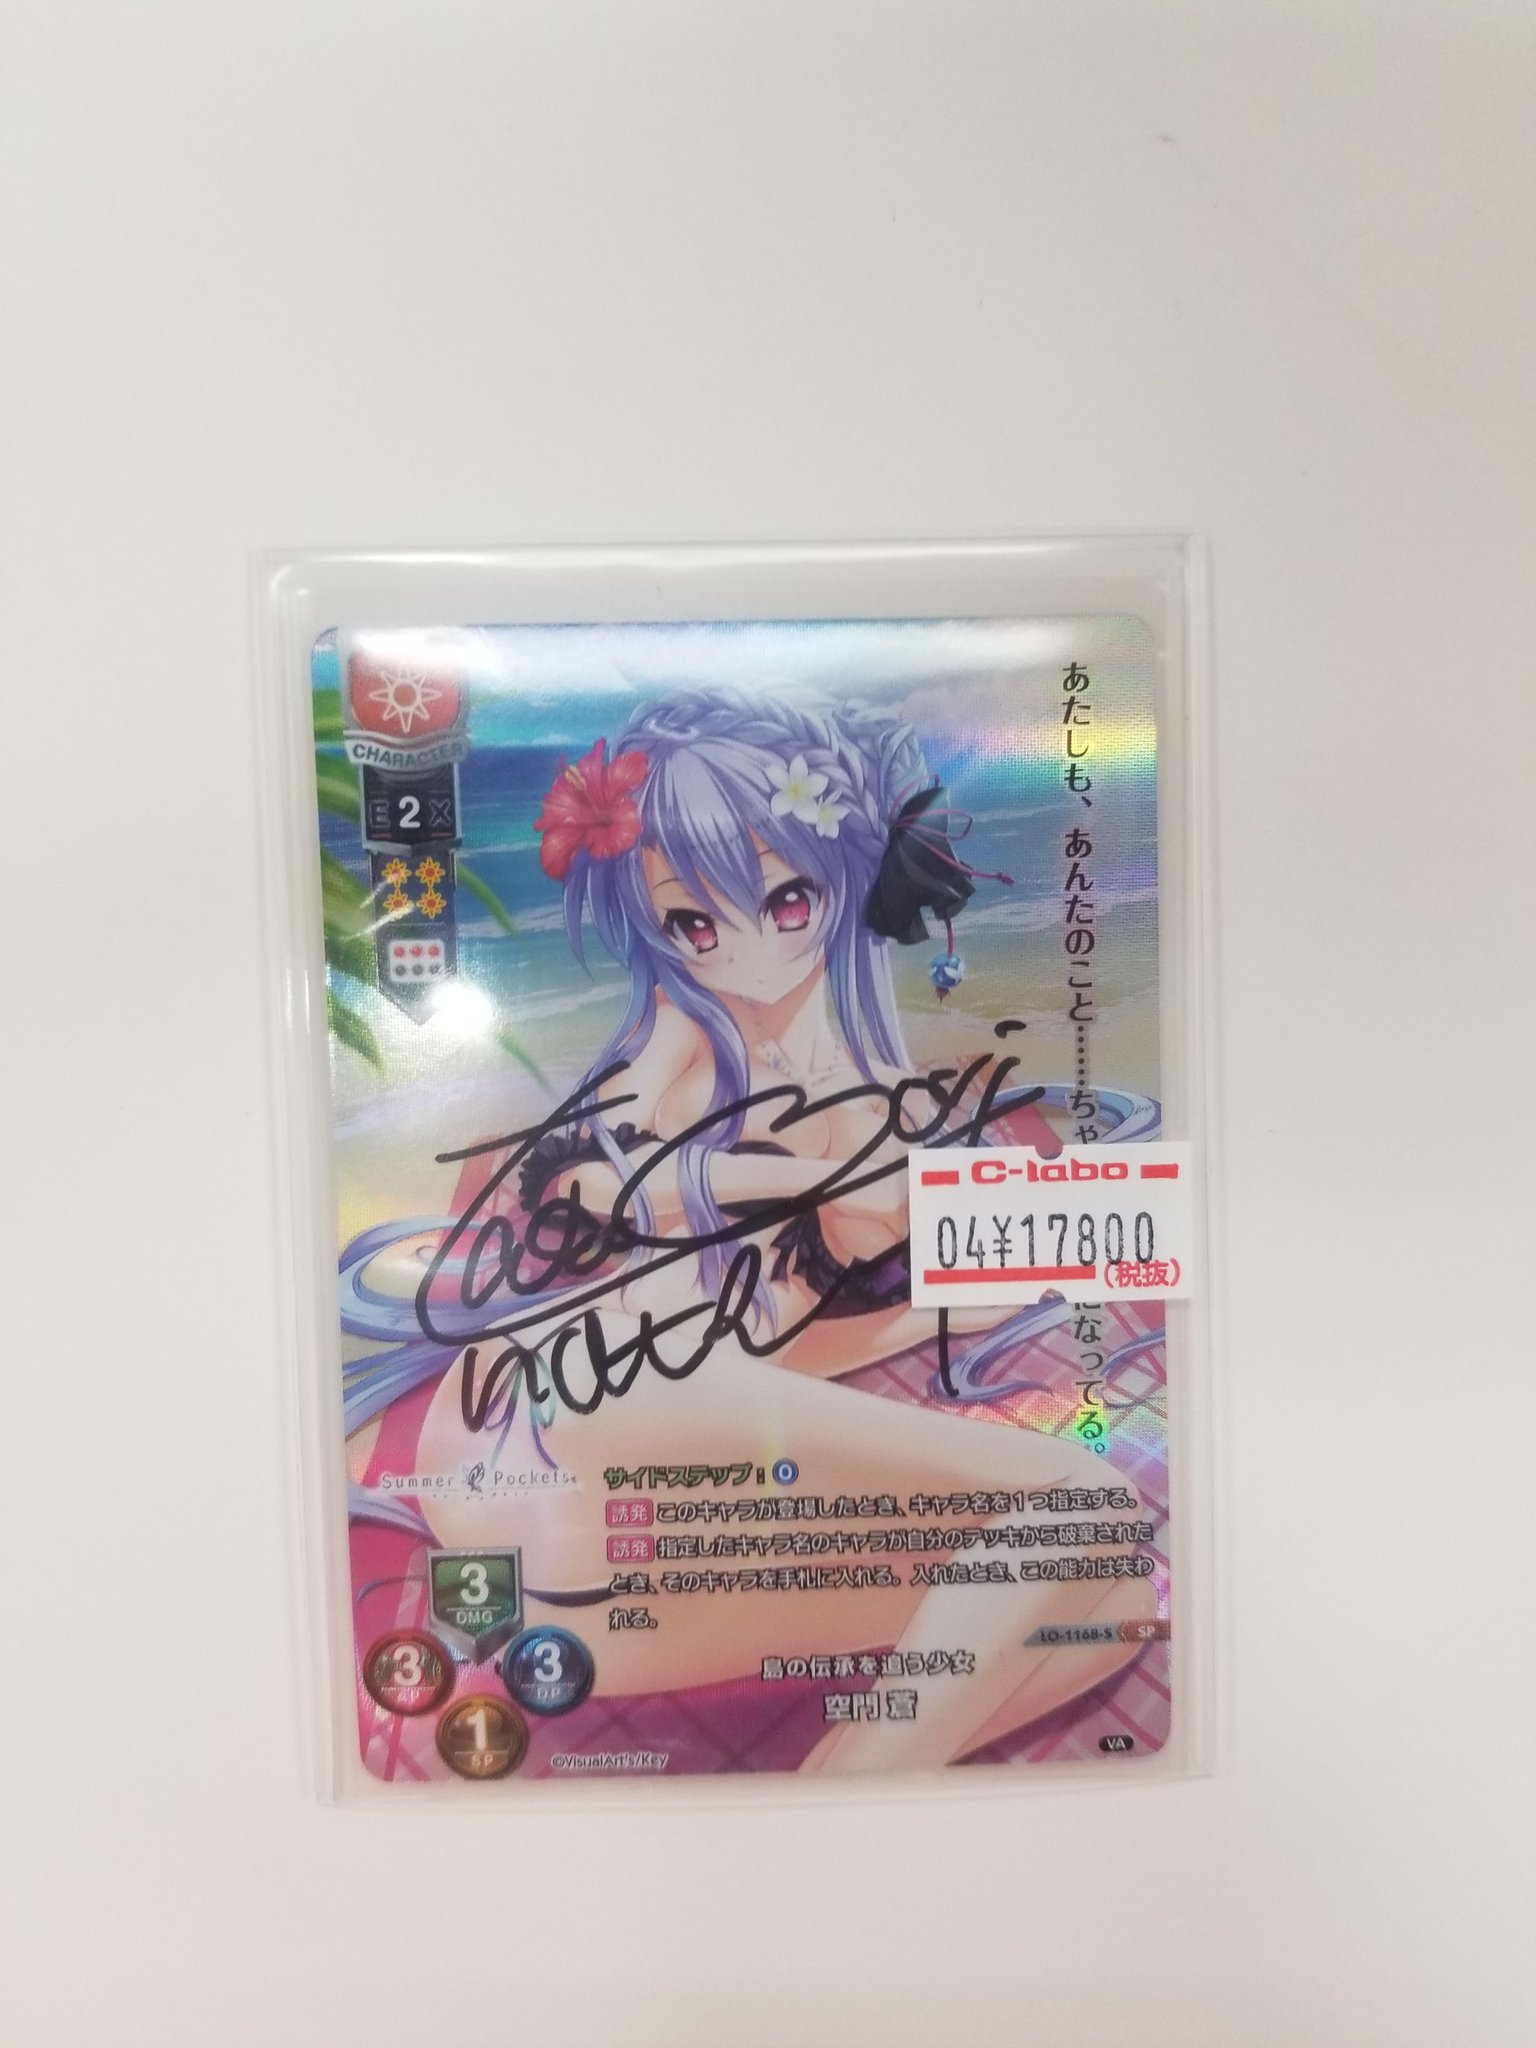 あたしも、あんたのこと……ちゃ
になってる。
CHARACTER
E 2 X
C-labo
04¥17800
(税抜)
Summer Pockets
サイドステップ:0
誘発 このキャラが登場したとき、キャラ名を1つ指定する。
誘発 指定したキャラ名のキャラが自分のデッキから破棄された
とき、そのキャラを手札に入れる。入れたとき、この能力は失わ
れる。
3
DMG
3
AP
3
DP
1
SP
LO-1168-S SP
島の伝承を追う少女
空門 蒼
©VisualArt's/Key
VA